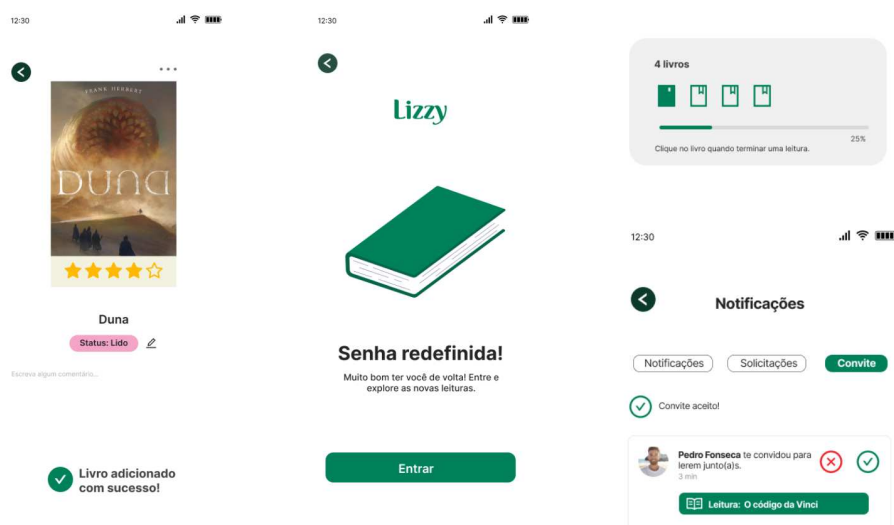 12:30
FRANK HERBERT
DUNA
Duna
Status: Lido
Escreva algum comentário...
Livro adicionado
com sucesso!
12:30
Lizzy
Senha redefinida!
Muito bom ter você de volta! Entre e
explore as novas leituras.
Entrar
4 livros
25%
Clique no livro quando terminar uma leitura.
12:30
Notificações
Notificações
Solicitações
Convite
Convite aceito!
Pedro Fonseca te convidou para
lerem junto(a)s.
3 min
Leitura: O código da Vinci